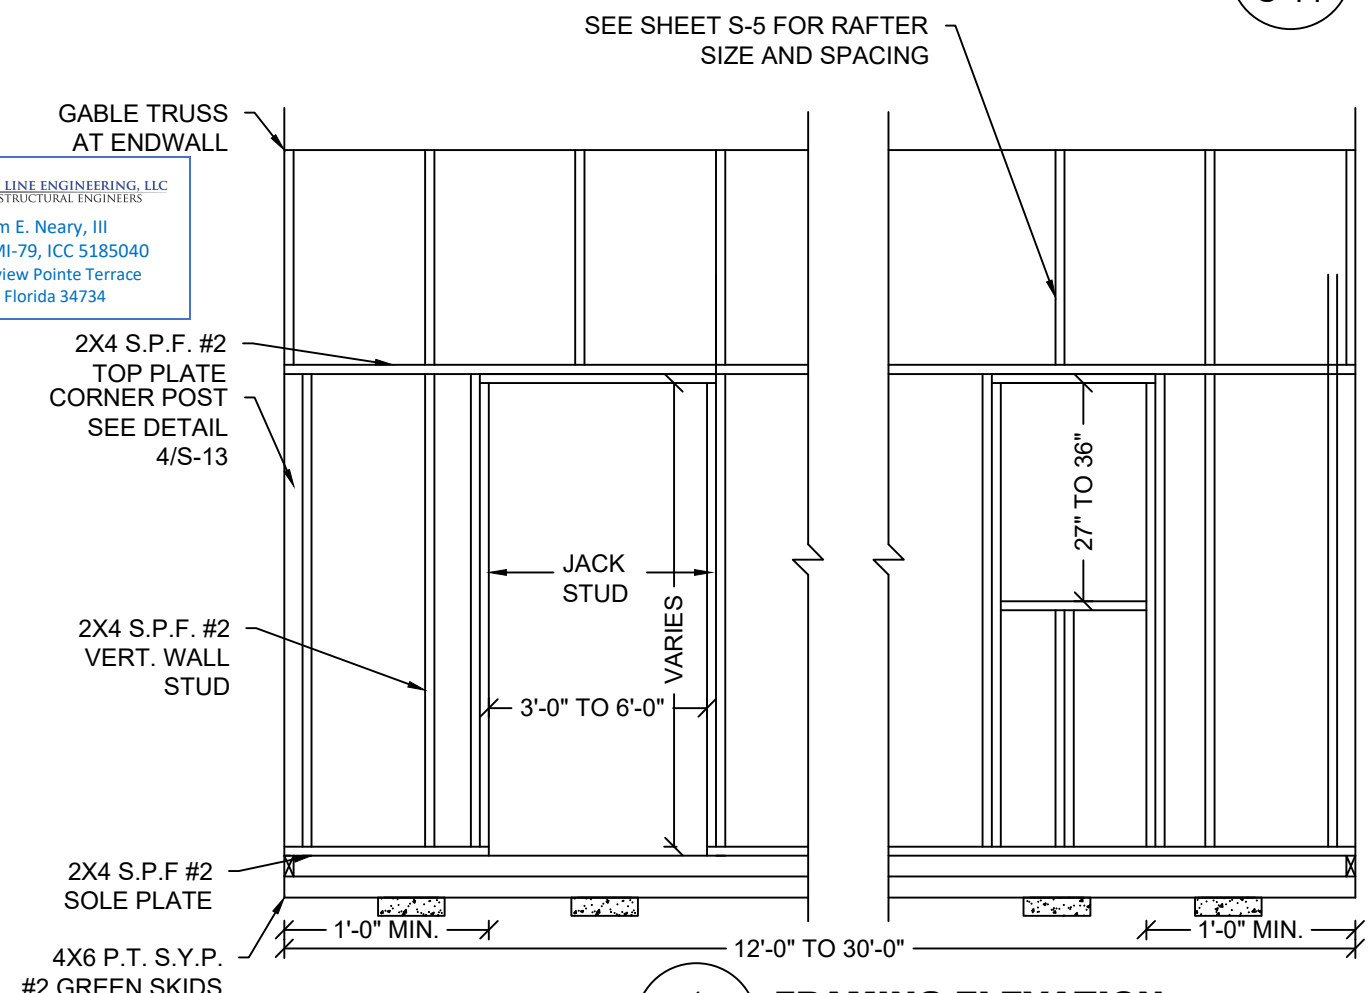 SEE SHEET S-5 FOR RAFTER
SIZE AND SPACING
GABLE TRUSS
AT ENDWALL
LINE ENGINEERING, LLC
STRUCTURAL ENGINEERS
E. Neary, III
MI-79, ICC 5185040
Pointe Terrace
Florida 34734
2X4 S.P.F. #2
TOP PLATE
CORNER POST
SEE DETAIL
4/S-13
27" TO 36"
JACK
STUD
VARIES
2X4 S.P.F. #2
VERT. WALL
STUD
3'-0" TO 6'-0"
2X4 S.P.F #2
SOLE PLATE
1'-0" MIN.
1'-0" MIN.
12'-0" TO 30'-0"
4X6 P.T. S.Y.P.
#2 GREEN SKIDS
FRAMING ELEVATION